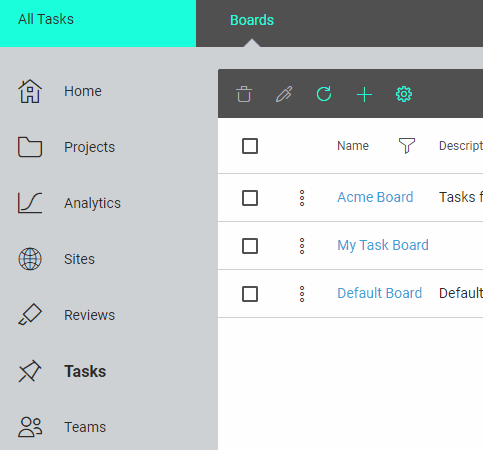 All Tasks
Boards
Home
Projects
Analytics
Sites
Reviews
Tasks
Teams
Name Descript
Acme Board Tasks f
My Task Board
Default Board Default